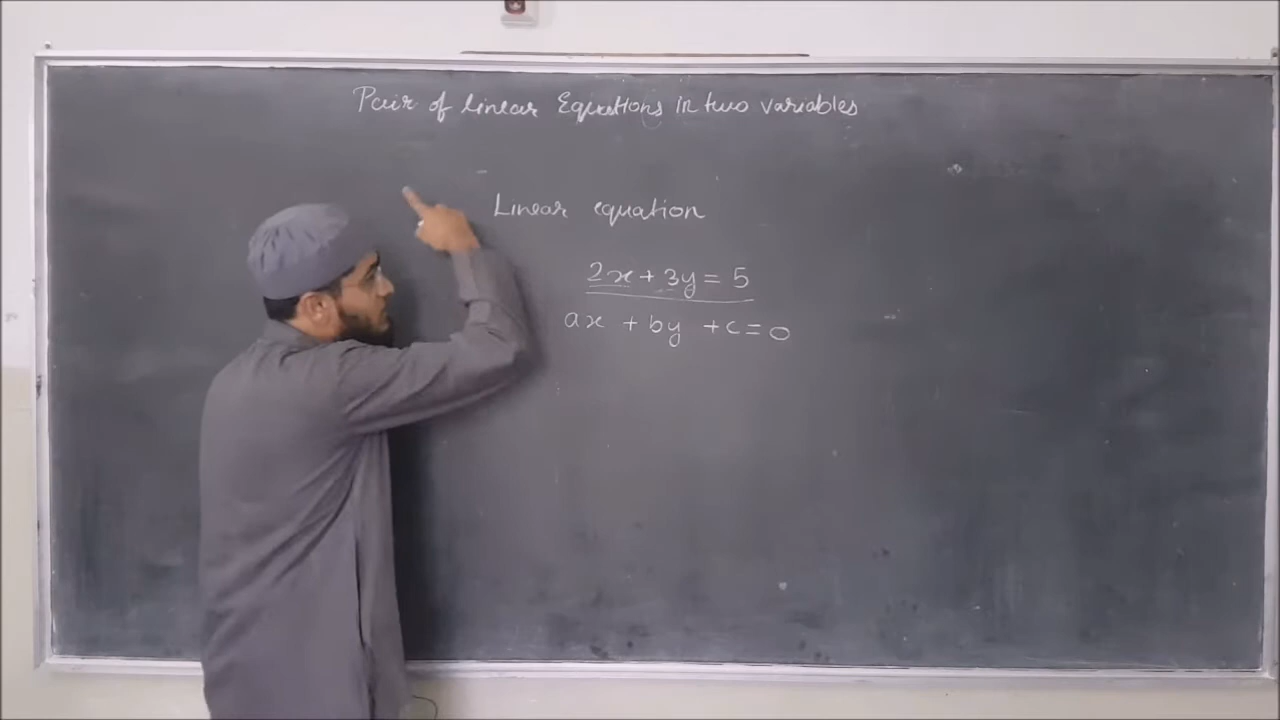 Pair of linear Equations in two variables
Linear equation
2x + 3y = 5
ax + by + c = 0